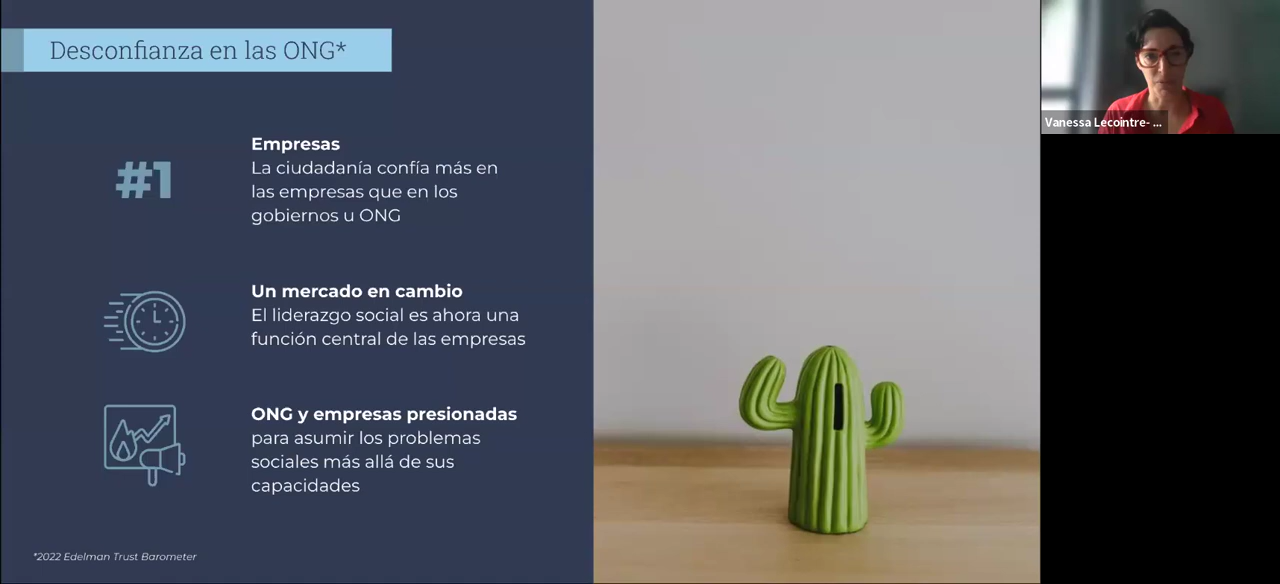 Desconfianza en las ONG*
#1
Empresas
La ciudadanía confía más en
las empresas que en los
gobiernos u ONG
Un mercado en cambio
El liderazgo social es ahora una
función central de las empresas
ONG y empresas presionadas
para asumir los problemas
sociales más allá de sus
capacidades
*2022 Edelman Trust Barometer
Vanessa Lecointre- ...